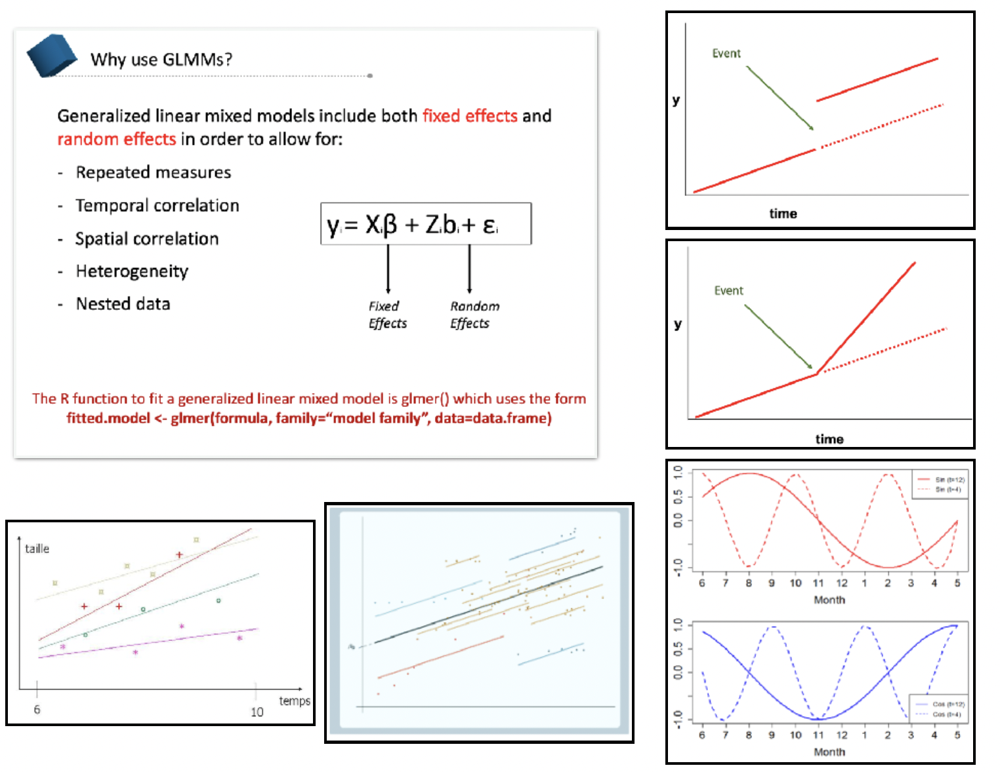 Why use GLMMs?
Generalized linear mixed models include both fixed effects and
random effects in order to allow for:
- Repeated measures
- Temporal correlation
- Spatial correlation
- Heterogeneity
- Nested data
yᵢ= Xᵢβ + Zᵢbᵢ+ εᵢ
Fixed
Effects
Random
Effects
The R function to fit a generalized linear mixed model is glmer() which uses the form
fitted.model <- glmer(formula, family=“model family”, data=data.frame)
Event
y
time
Event
y
time
1.0
0.5
0.0
-1.0
Sin (t=12)
Sin (t=4)
6 7 8 9 10 11 12 1 2 3 4 5
Month
1.0
0.5
0.0
-1.0
Cos (t=12)
Cos (t=4)
6 7 8 9 10 11 12 1 2 3 4 5
Month
taille
6
10
temps